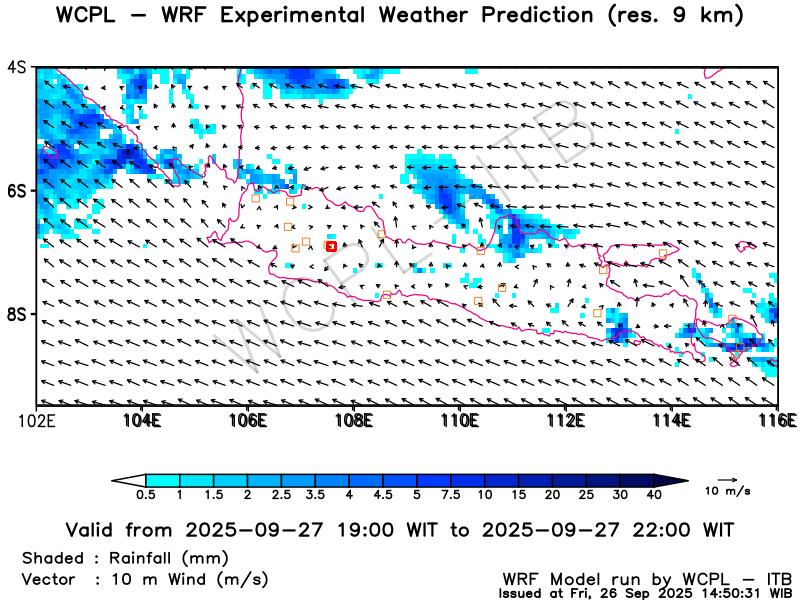 WCPL – WRF Experimental Weather Prediction (res. 9 km)
4S
6S
8S
102E 104E 106E 108E 110E 112E 114E 116E
WCPL-ITB
0.5 1 1.5 2 2.5 3.5 4 4.5 5 7.5 10 15 20 25 30 40
10 m/s
Valid from 2025-09-27 19:00 WIT to 2025-09-27 22:00 WIT
Shaded : Rainfall (mm)
Vector : 10 m Wind (m/s)
WRF Model run by WCPL – ITB
Issued at Fri, 26 Sep 2025 14:50:31 WIB